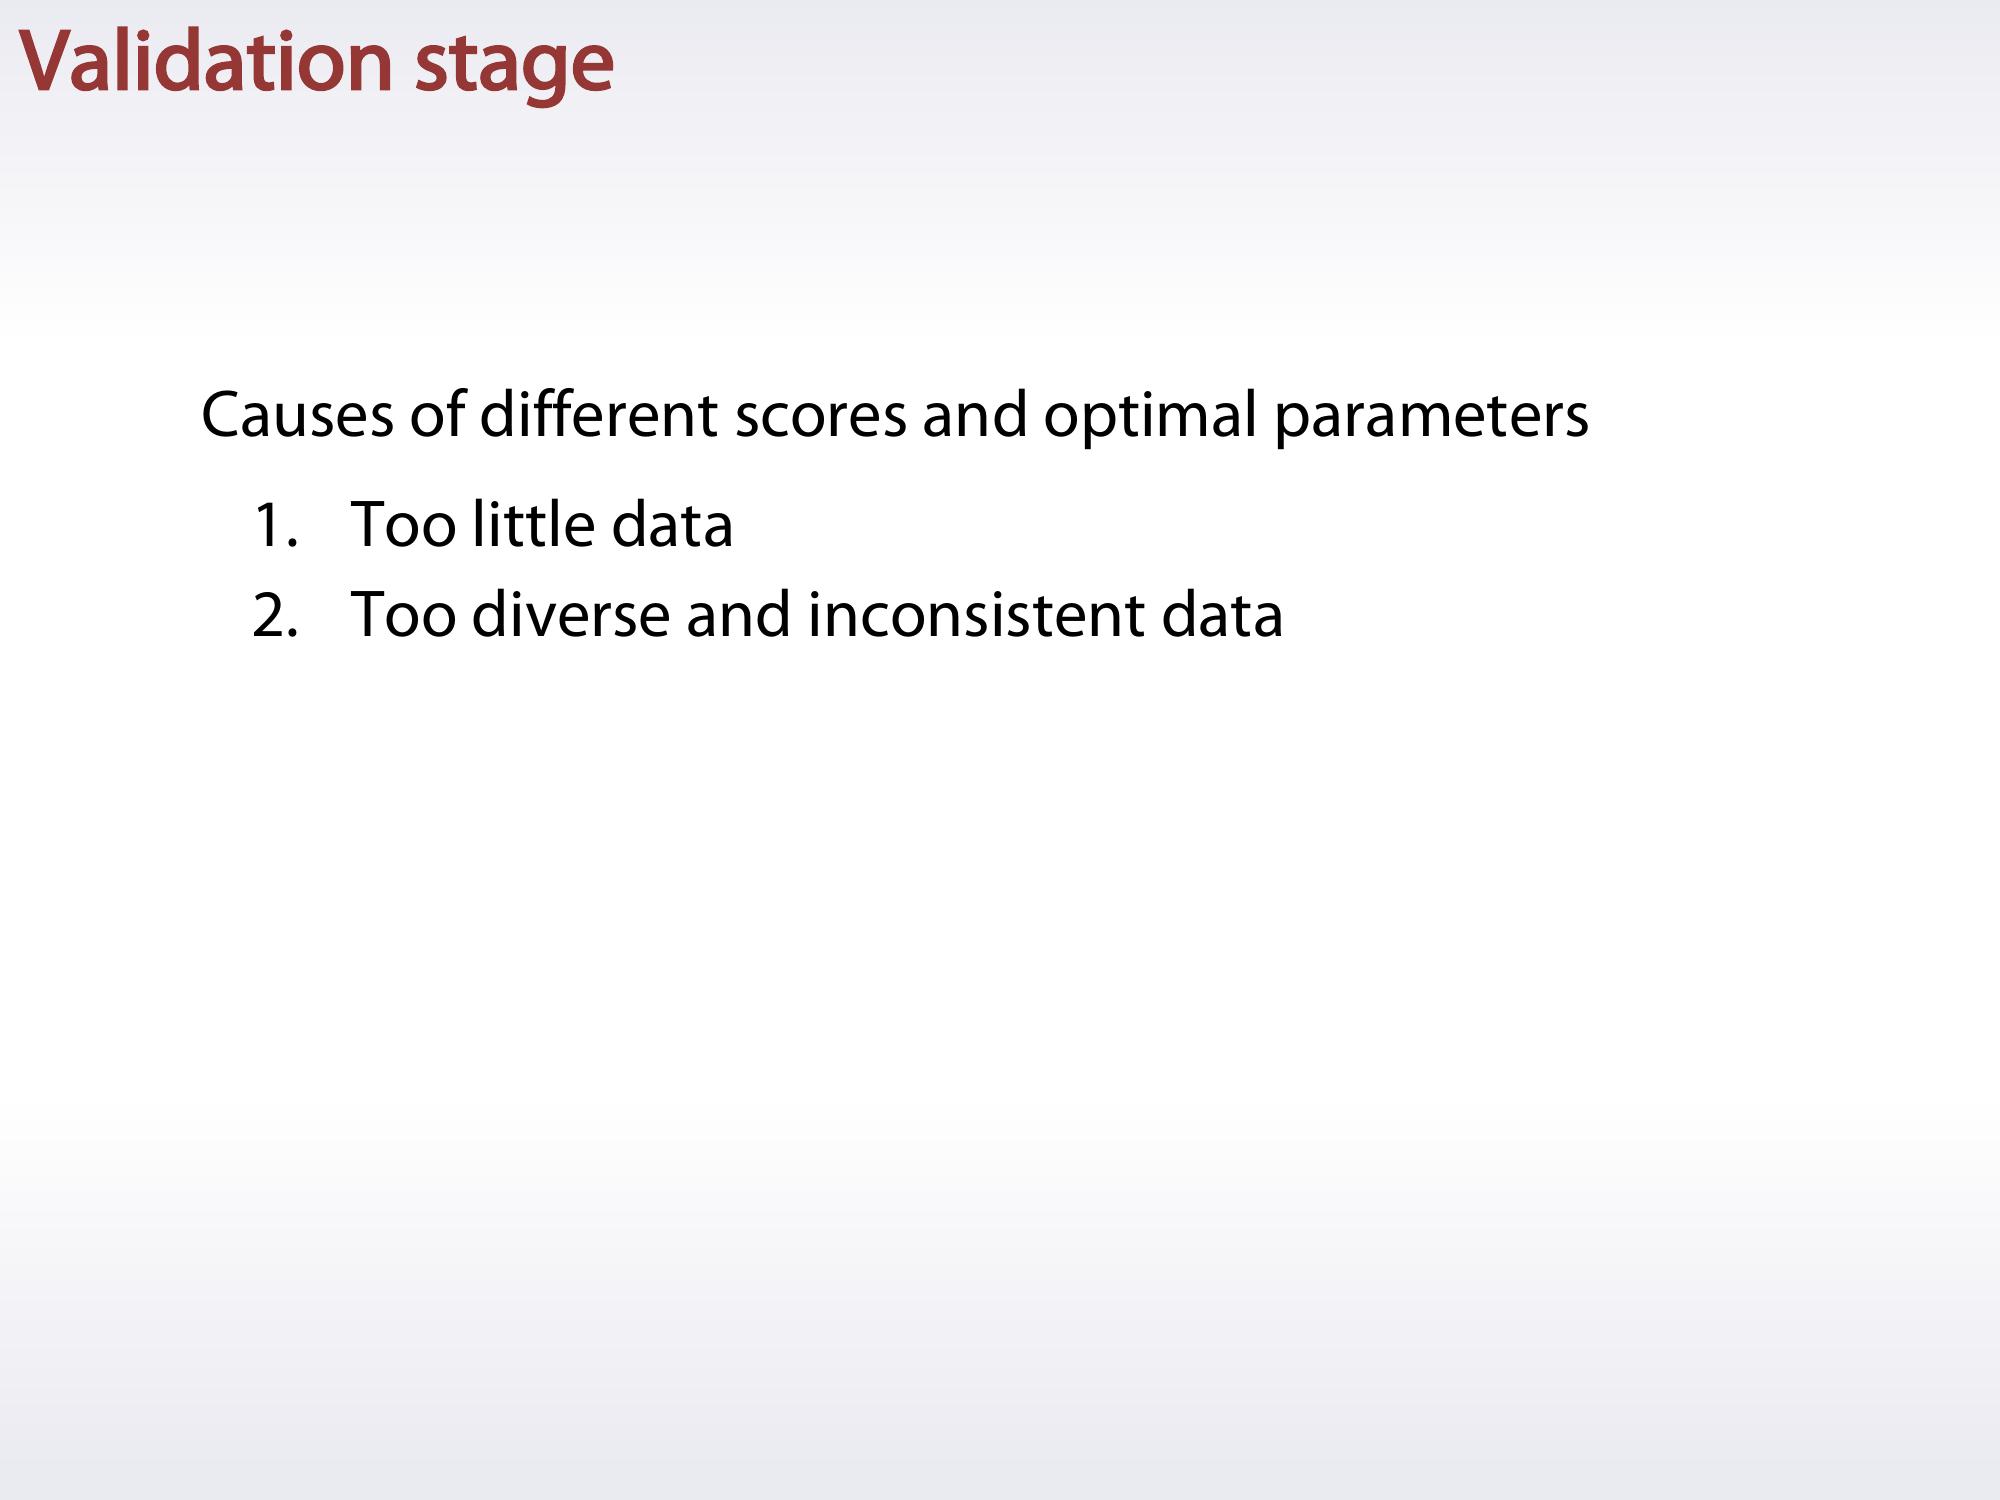 Validation stage
Causes of different scores and optimal parameters
1. Too little data
2. Too diverse and inconsistent data